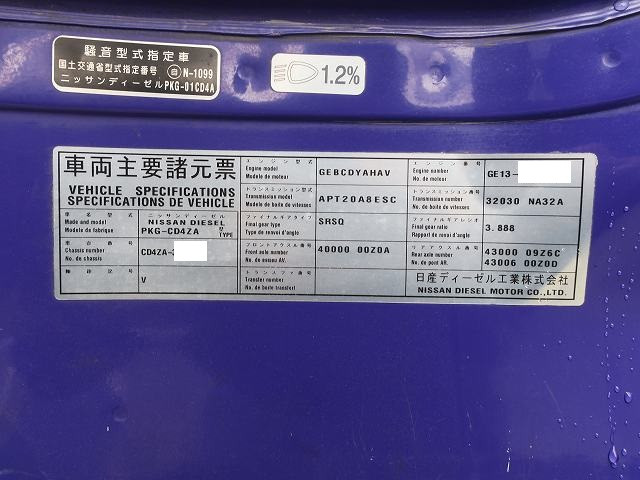 騒音型式指定車
国土交通省型式指定番号 自 N-1099
ニッサンディーゼル PKG-01CD4A
1.2%
車両主要諸元票
VEHICLE SPECIFICATIONS
SPECIFICATIONS DE VEHICLE
車名型式
Made and model
Modele de fabrique
ニッサンディーゼル
NISSAN DIESEL
PKG-CD4ZA
型式
TYPE
車台番号
Chassis number
No. de chassis
CD4ZA-3
V
エンジン型式
Engine model
Modele de moteur
GEBCDYAHAV
エンジン番号
Engine number
No. de moteur
GE13-
トランスミッション型式
Transmission model
Modele de boite de vitesses
APT20A8ESC
トランスミッション番号
Transmission number
No. de boite de vitesses
32030 NA32A
ファイナルギアタイプ
Final gear type
Type de renvoi d'angle
SRSQ
ファイナルギアレシオ
Final gear ratio
Rapport de renvoi d'angle
3.888
フロントアクスル番号
Front axle number
No. de essieu AV.
40000 00Z0A
リアアクスル番号
Rear axle number
No. de pont AR.
43000 09Z6C
43006 00Z0D
トランスファ番号
Transfer number
No. de boite transfert
日産ディーゼル工業株式会社
NISSAN DIESEL MOTOR CO.,LTD.